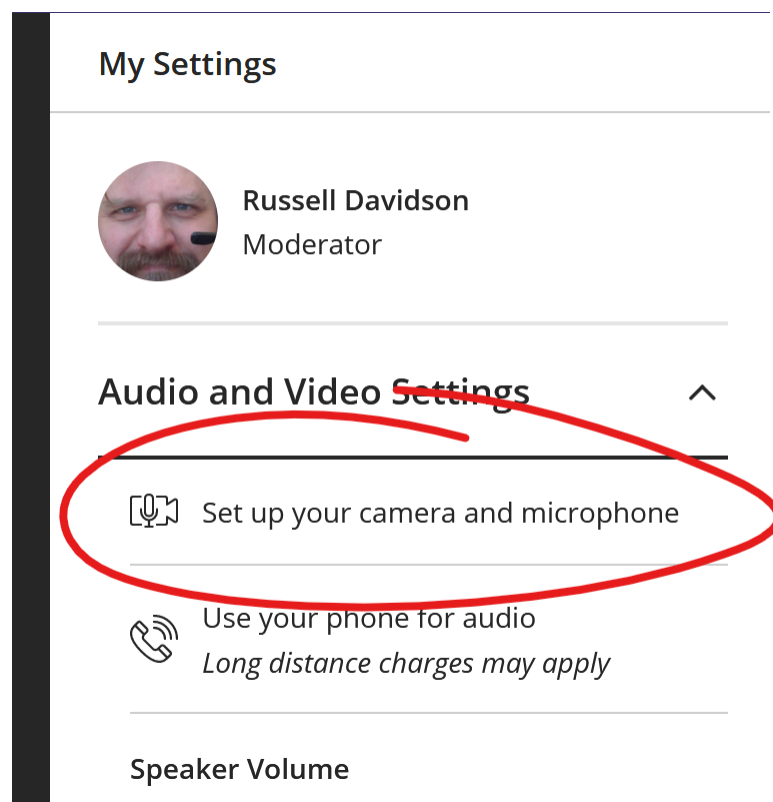 My Settings
Russell Davidson
Moderator
Audio and Video Settings
Set up your camera and microphone
Use your phone for audio
Long distance charges may apply
Speaker Volume